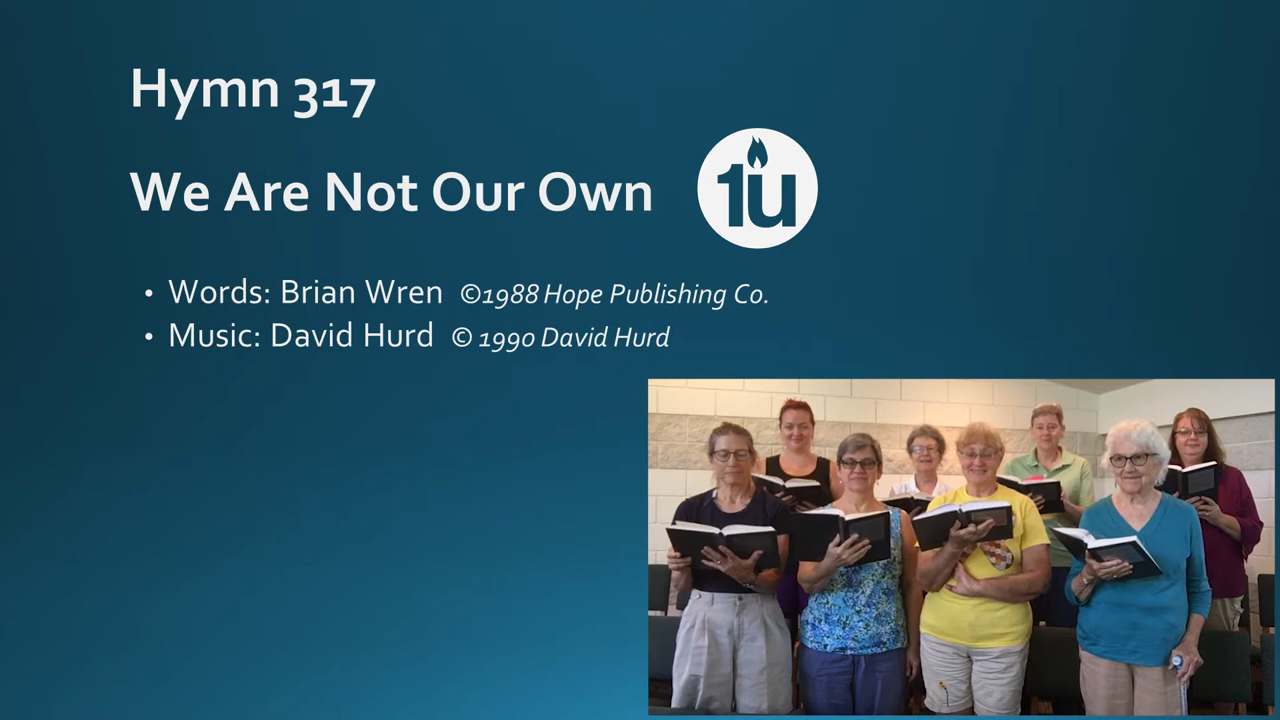 Hymn 317
We Are Not Our Own
1u
• Words: Brian Wren ©1988 Hope Publishing Co.
• Music: David Hurd © 1990 David Hurd